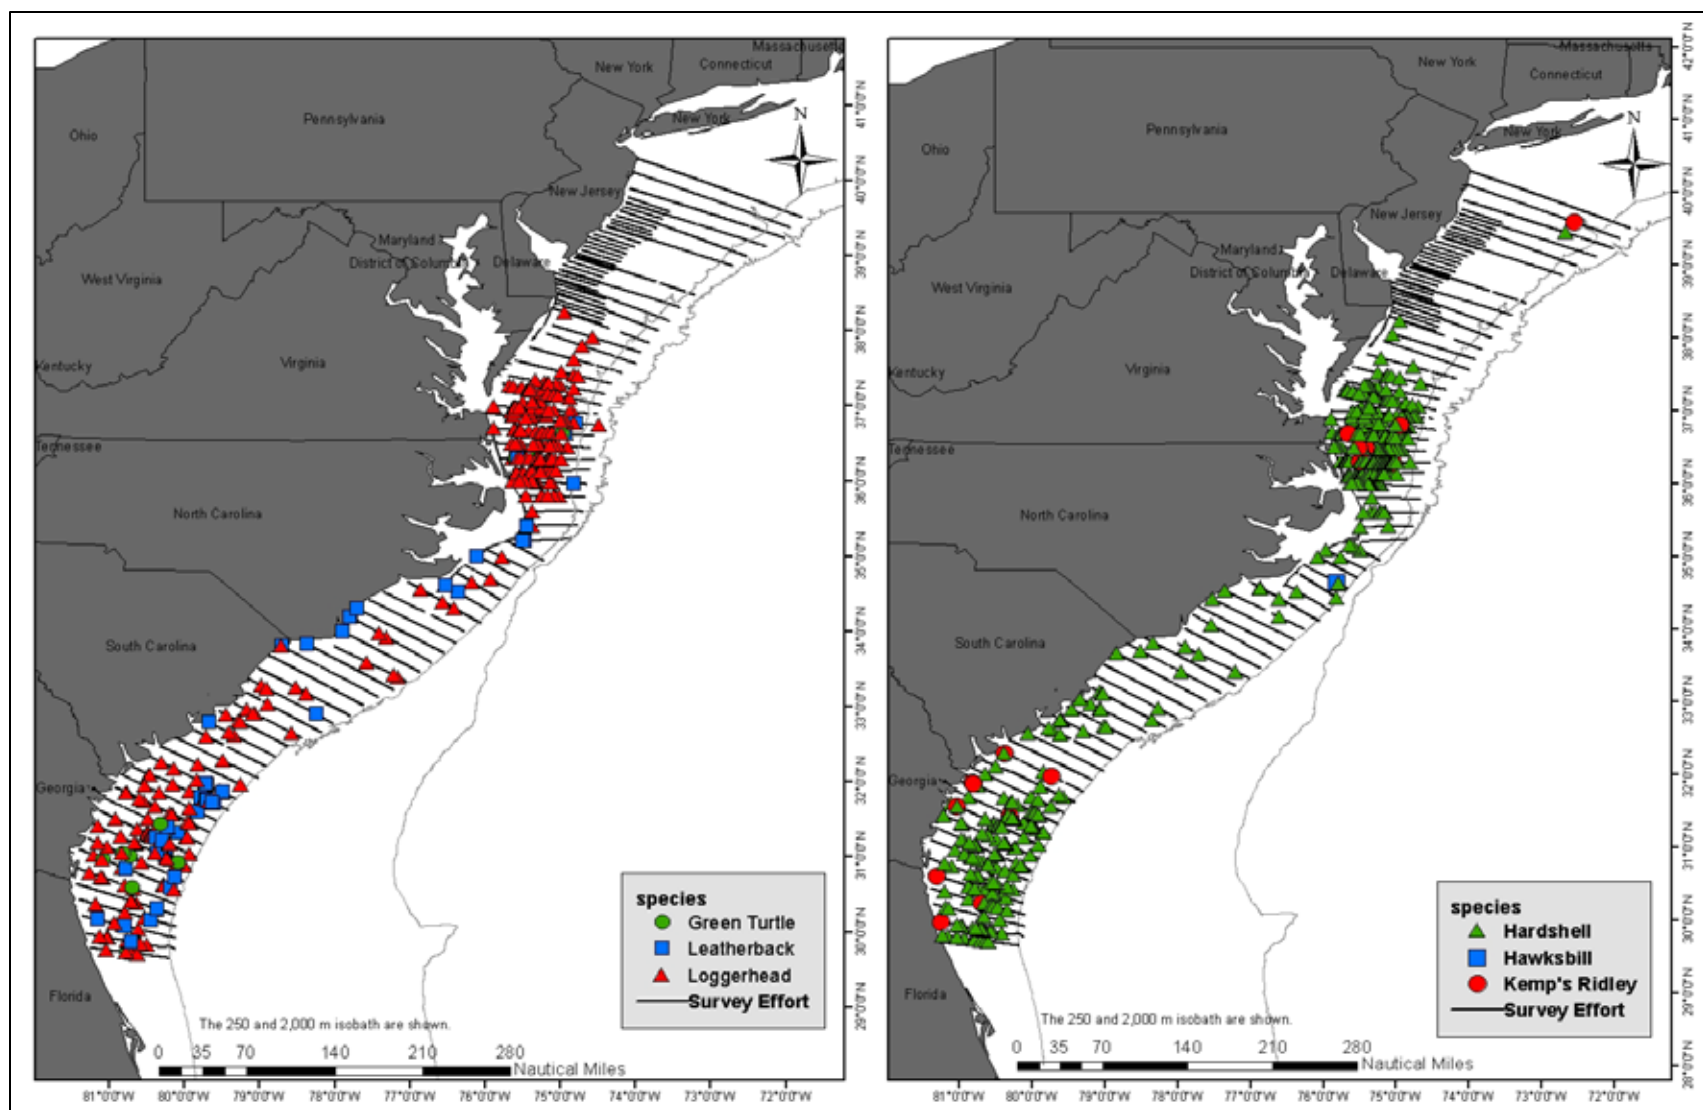 Massachusetts
New York
Connecticut
Pennsylvania
New York
Ohio
N
New Jersey
Maryland
District of Columbia
Delaware
West Virginia
Virginia
Kentucky
Tennessee
North Carolina
South Carolina
Georgia
Florida
species
Green Turtle
Leatherback
Loggerhead
Survey Effort
The 250 and 2,000 m isobath are shown.
0 35 70 140 210 280
Nautical Miles
41°0'0"N
40°0'0"N
39°0'0"N
38°0'0"N
37°0'0"N
36°0'0"N
35°0'0"N
34°0'0"N
33°0'0"N
32°0'0"N
31°0'0"N
30°0'0"N
29°0'0"N
81°0'0"W 80°0'0"W 78°0'0"W 77°0'0"W 76°0'0"W 75°0'0"W 74°0'0"W 72°0'0"W
Massachusetts
New York
Connecticut
Pennsylvania
New York
Ohio
N
New Jersey
Maryland
District of Columbia
Delaware
West Virginia
Virginia
Kentucky
Tennessee
North Carolina
South Carolina
Georgia
Florida
species
Hardshell
Hawksbill
Kemp's Ridley
Survey Effort
The 250 and 2,000 m isobath are shown.
0 35 70 140 210 280
Nautical Miles
42°0'0"N
41°0'0"N
40°0'0"N
39°0'0"N
38°0'0"N
37°0'0"N
36°0'0"N
35°0'0"N
34°0'0"N
33°0'0"N
32°0'0"N
31°0'0"N
30°0'0"N
29°0'0"N
28°0'0"N
81°0'0"W 80°0'0"W 79°0'0"W 77°0'0"W 76°0'0"W 75°0'0"W 74°0'0"W 73°0'0"W 72°0'0"W